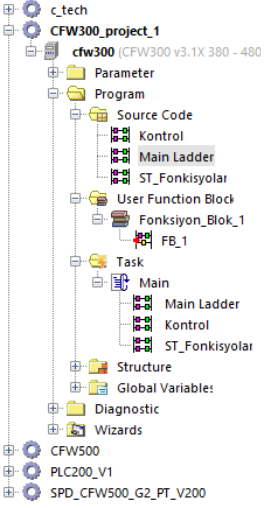 c_tech
CFW300_project_1
cfw300 (CFW300 v3.1X 380 - 480
Parameter
Program
Source Code
Kontrol
Main Ladder
ST_Fonkisyolar
User Function Block
Fonksiyon_Blok_1
FB_1
Task
Main
Main Ladder
Kontrol
ST_Fonkisyolar
Structure
Global Variables
Diagnostic
Wizards
CFW500
PLC200_V1
SPD_CFW500_G2_PT_V200